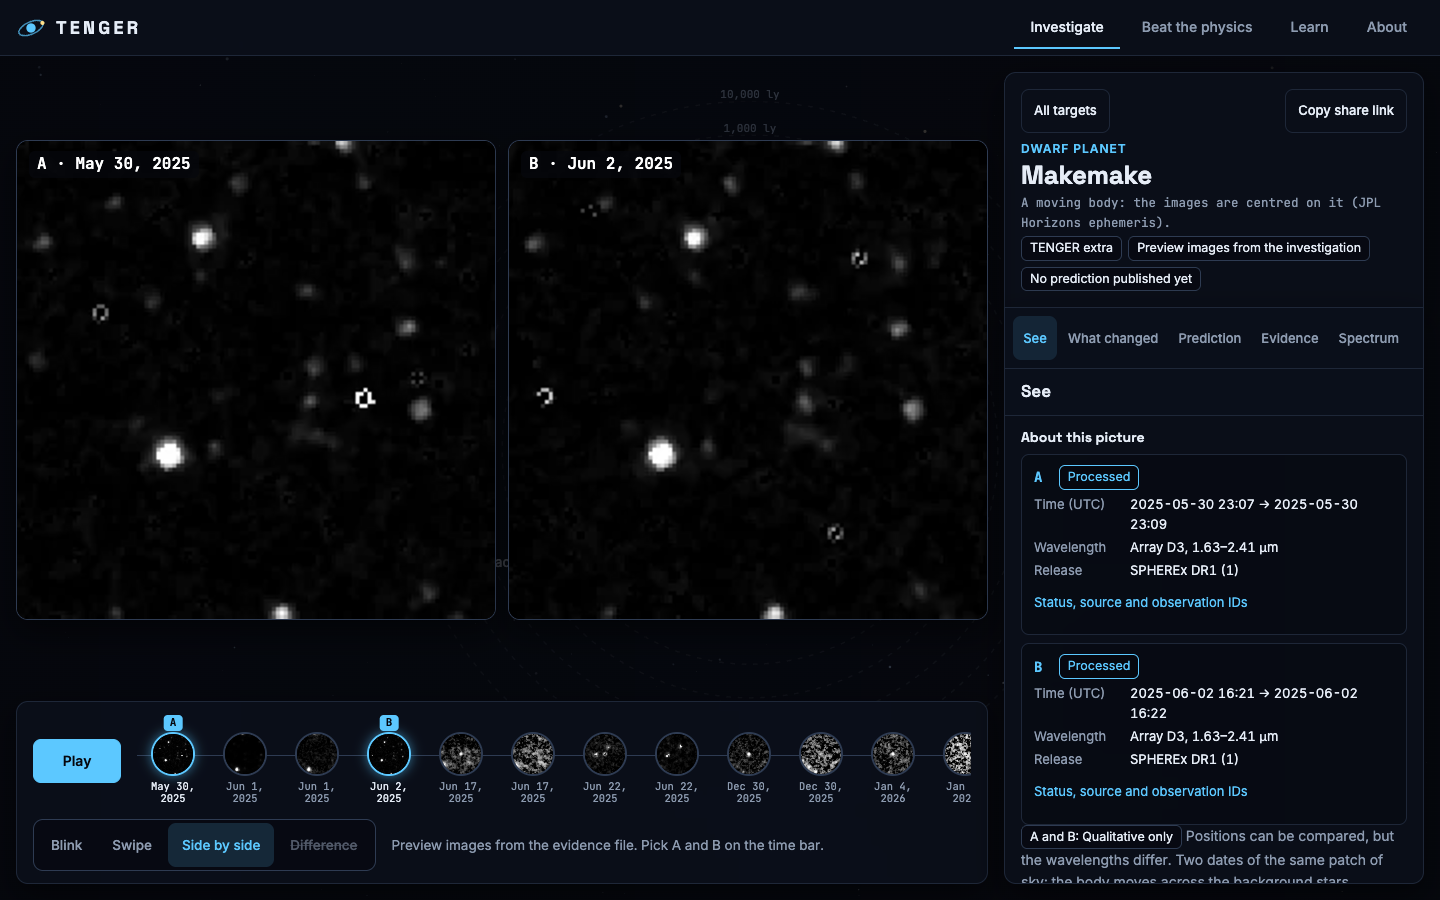 TENGER
Investigate
Beat the physics
Learn
About
10,000 ly
1,000 ly
A · May 30, 2025
B · Jun 2, 2025
All targets
Copy share link
DWARF PLANET
Makemake
A moving body: the images are centred on it (JPL
Horizons ephemeris).
TENGER extra
Preview images from the investigation
No prediction published yet
See
What changed
Prediction
Evidence
Spectrum
See
About this picture
A
Processed
Time (UTC)
2025-05-30 23:07 → 2025-05-30
23:09
Wavelength
Array D3, 1.63–2.41 µm
Release
SPHEREx DR1 (1)
Status, source and observation IDs
B
Processed
Time (UTC)
2025-06-02 16:21 → 2025-06-02
16:22
Wavelength
Array D3, 1.63–2.41 µm
Release
SPHEREx DR1 (1)
Status, source and observation IDs
A and B: Qualitative only Positions can be compared, but
the wavelengths differ. Two dates of the same patch of
sky: the body moves across the background stars.
Play
A
B
May 30,
2025
Jun 1,
2025
Jun 1,
2025
Jun 2,
2025
Jun 17,
2025
Jun 17,
2025
Jun 22,
2025
Jun 22,
2025
Dec 30,
2025
Dec 30,
2025
Jan 4,
2026
Jan
202
Blink
Swipe
Side by side
Difference
Preview images from the evidence file. Pick A and B on the time bar.